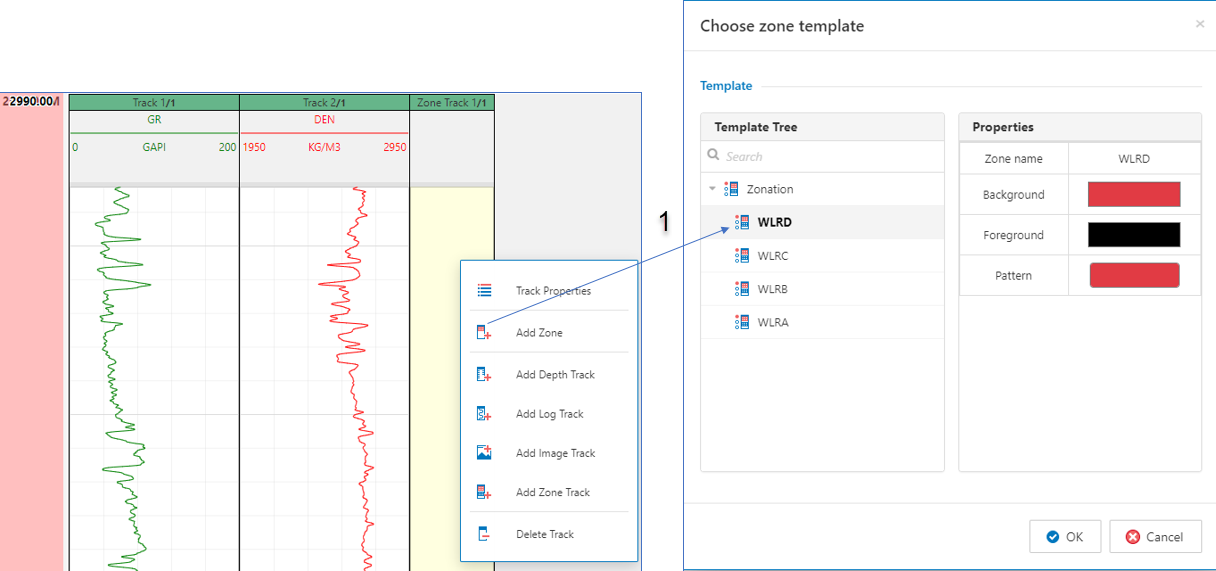 Choose zone template
Template
Template Tree
Search
Zonation
WLRD
WLRC
WLRB
WLRA
Properties
Zone name WLRD
Background
Foreground
Pattern
OK
Cancel
1
Track 1/1
GR
0 GAPI 200
Track 2/1
DEN
1950 KG/M3 2950
Zone Track 1/1
Track Properties
Add Zone
Add Depth Track
Add Log Track
Add Image Track
Add Zone Track
Delete Track